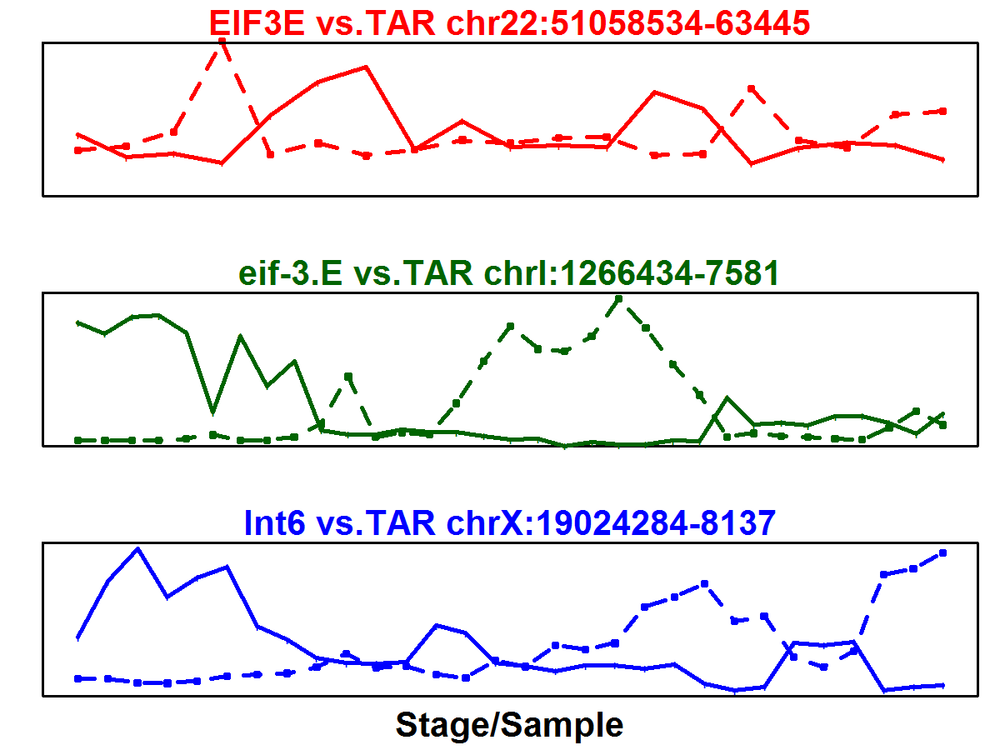 EIF3E vs.TAR chr22:51058534-63445
eif-3.E vs.TAR chrI:1266434-7581
Int6 vs.TAR chrX:19024284-8137
Stage/Sample